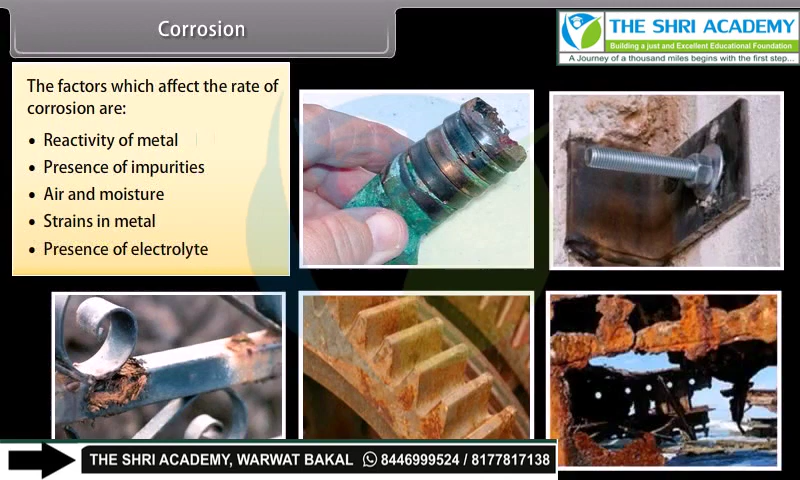 Corrosion
THE SHRI ACADEMY
Building a just and Excellent Educational Foundation
A Journey of a thousand miles begins with the first step...
The factors which affect the rate of
corrosion are:
• Reactivity of metal
• Presence of impurities
• Air and moisture
• Strains in metal
• Presence of electrolyte
THE SHRI ACADEMY, WARWAT BAKAL 8446999524 / 8177817138